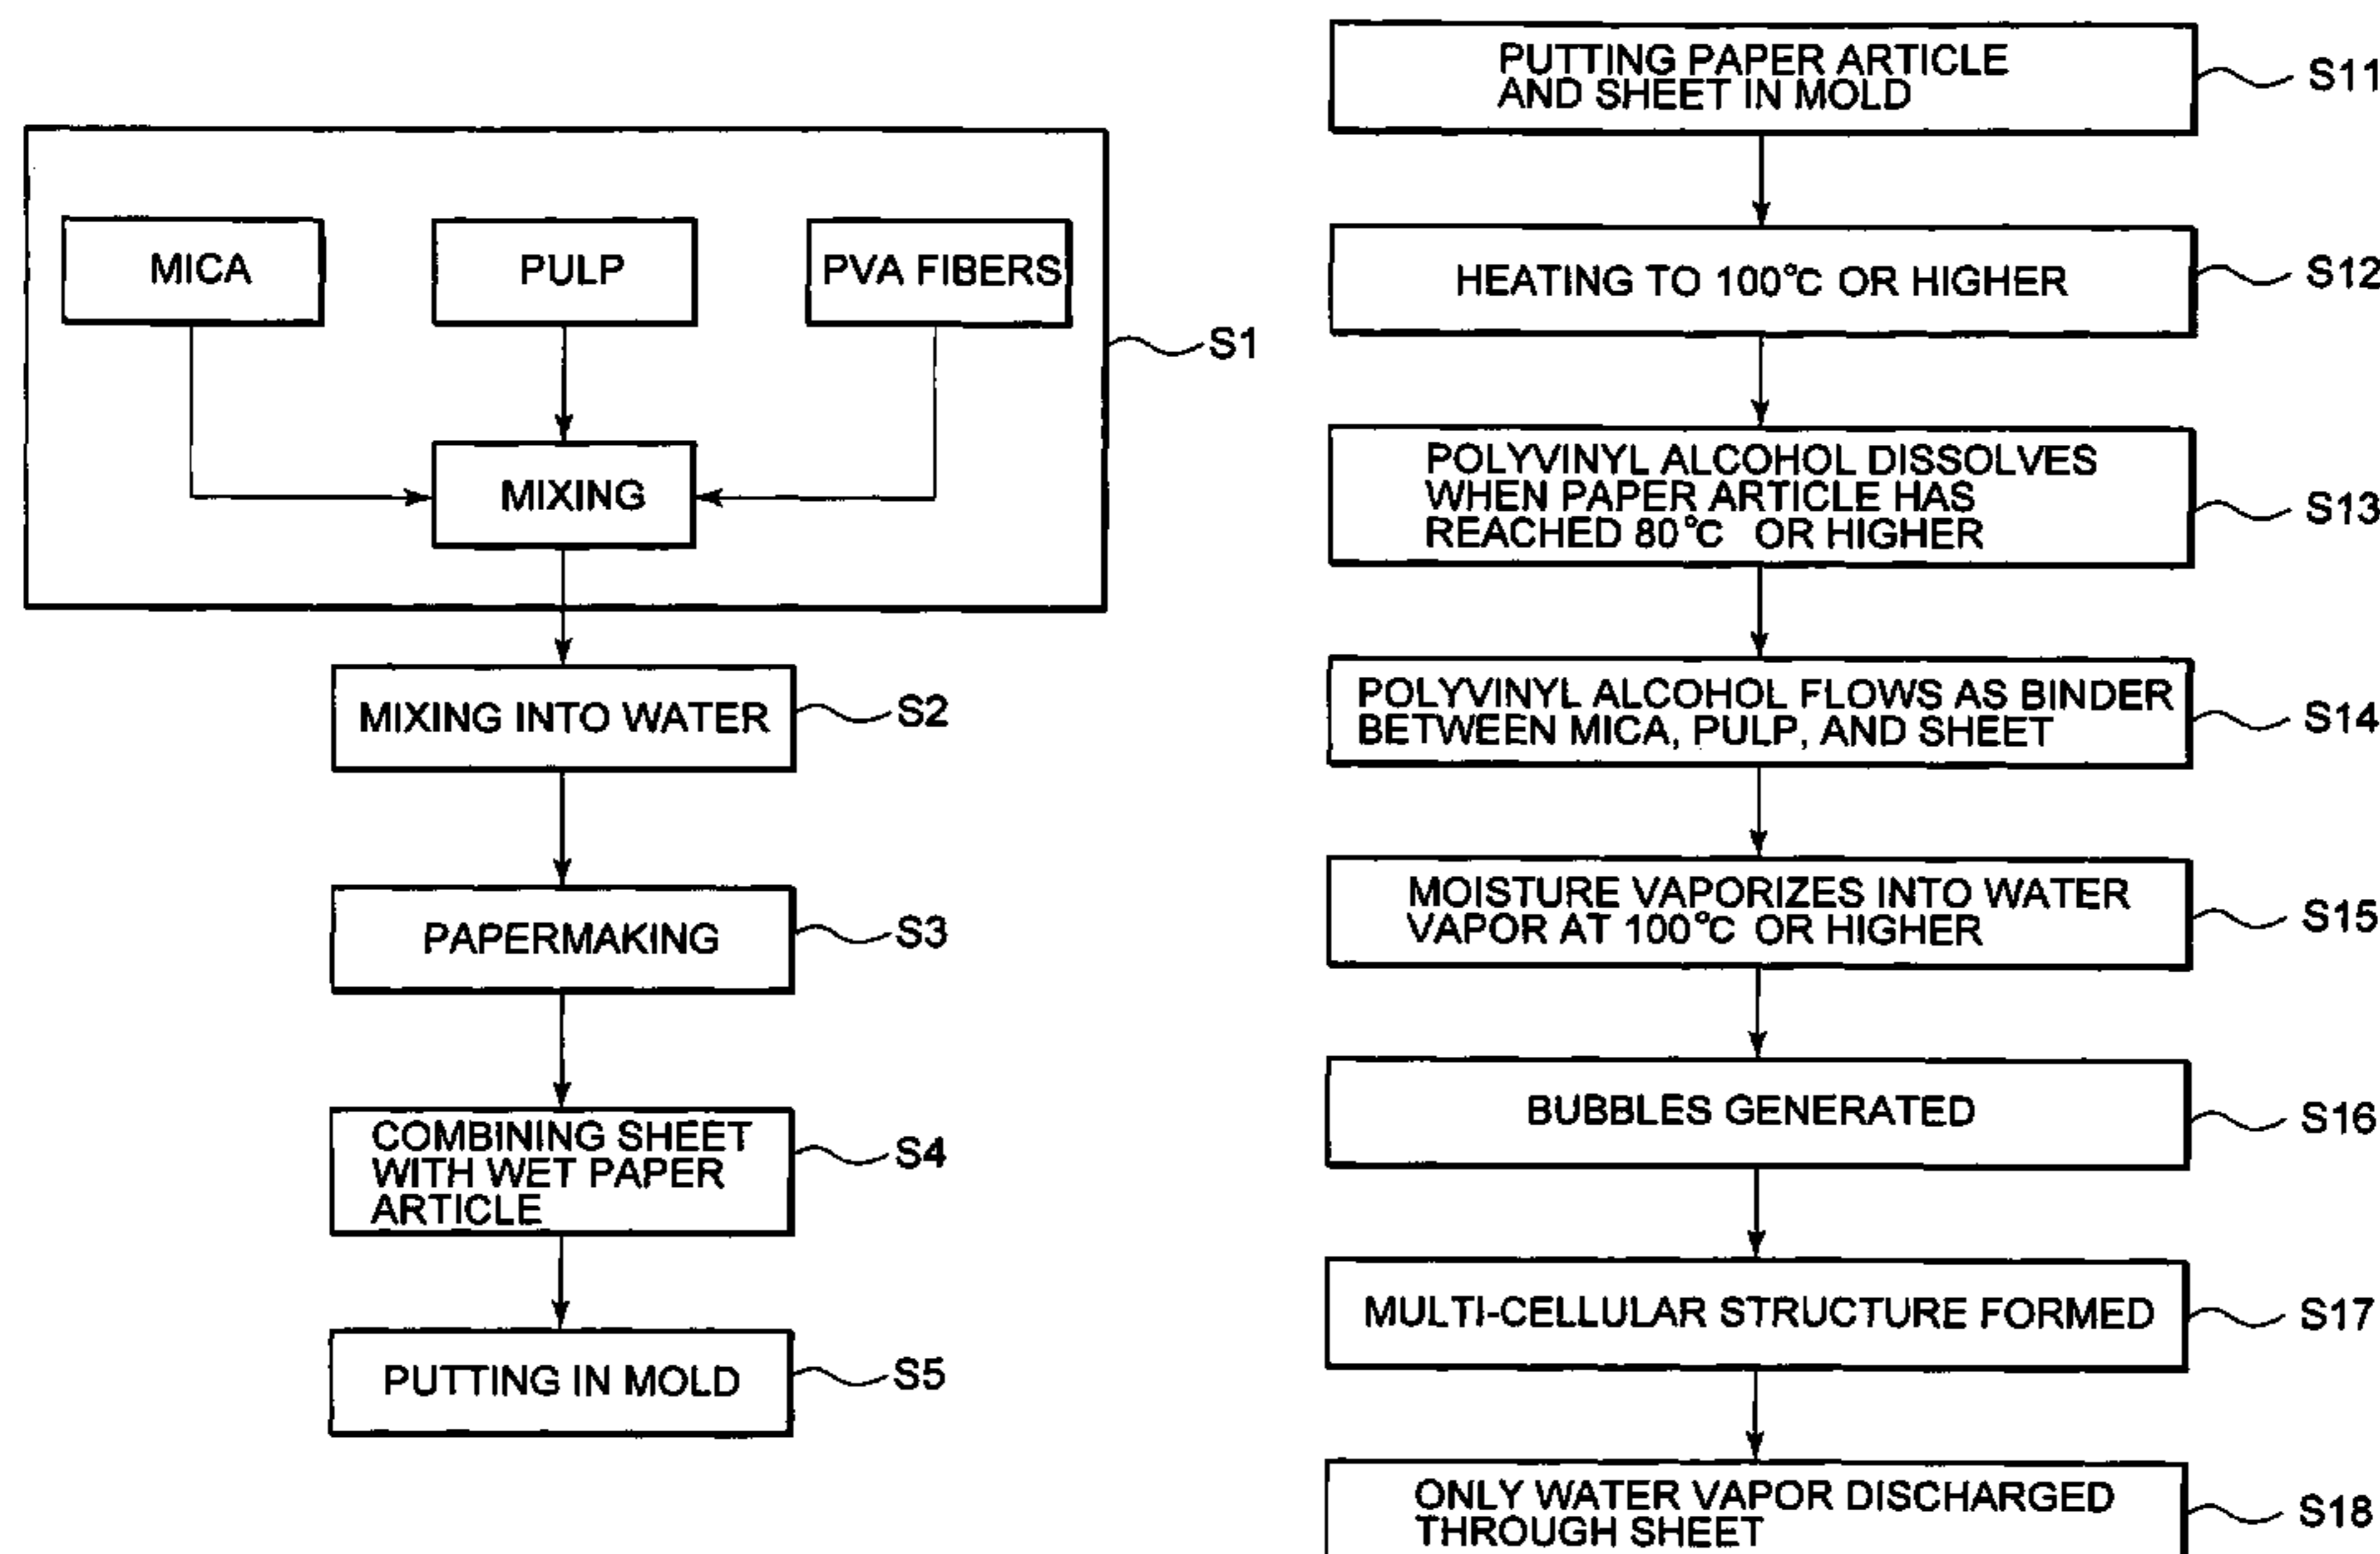 MICA
PULP
PVA FIBERS
MIXING
S1
MIXING INTO WATER
S2
PAPERMAKING
S3
COMBINING SHEET
WITH WET PAPER
ARTICLE
S4
PUTTING IN MOLD
S5
PUTTING PAPER ARTICLE
AND SHEET IN MOLD
S11
HEATING TO 100°C OR HIGHER
S12
POLYVINYL ALCOHOL DISSOLVES
WHEN PAPER ARTICLE HAS
REACHED 80°C OR HIGHER
S13
POLYVINYL ALCOHOL FLOWS AS BINDER
BETWEEN MICA, PULP, AND SHEET
S14
MOISTURE VAPORIZES INTO WATER
VAPOR AT 100°C OR HIGHER
S15
BUBBLES GENERATED
S16
MULTI-CELLULAR STRUCTURE FORMED
S17
ONLY WATER VAPOR DISCHARGED
THROUGH SHEET
S18